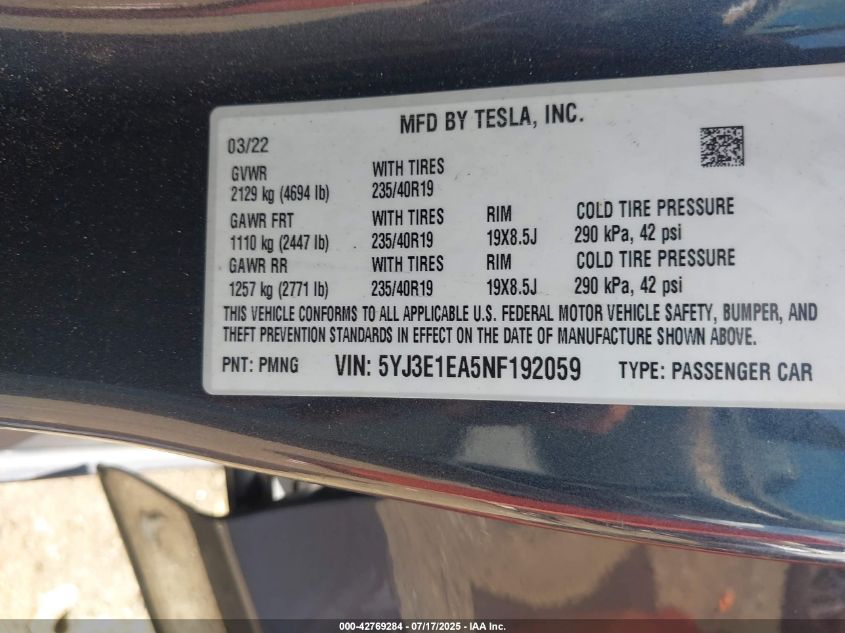 MFD BY TESLA, INC.
03/22
GVWR WITH TIRES
2129 kg (4694 lb) 235/40R19
GAWR FRT WITH TIRES RIM COLD TIRE PRESSURE
1110 kg (2447 lb) 235/40R19 19X8.5J 290 kPa, 42 psi
GAWR RR WITH TIRES RIM COLD TIRE PRESSURE
1257 kg (2771 lb) 235/40R19 19X8.5J 290 kPa, 42 psi
THIS VEHICLE CONFORMS TO ALL APPLICABLE U.S. FEDERAL MOTOR VEHICLE SAFETY, BUMPER, AND
THEFT PREVENTION STANDARDS IN EFFECT ON THE DATE OF MANUFACTURE SHOWN ABOVE.
PNT: PMNG VIN: 5YJ3E1EA5NF192059 TYPE: PASSENGER CAR
000-42769284 - 07/17/2025 - IAA Inc.